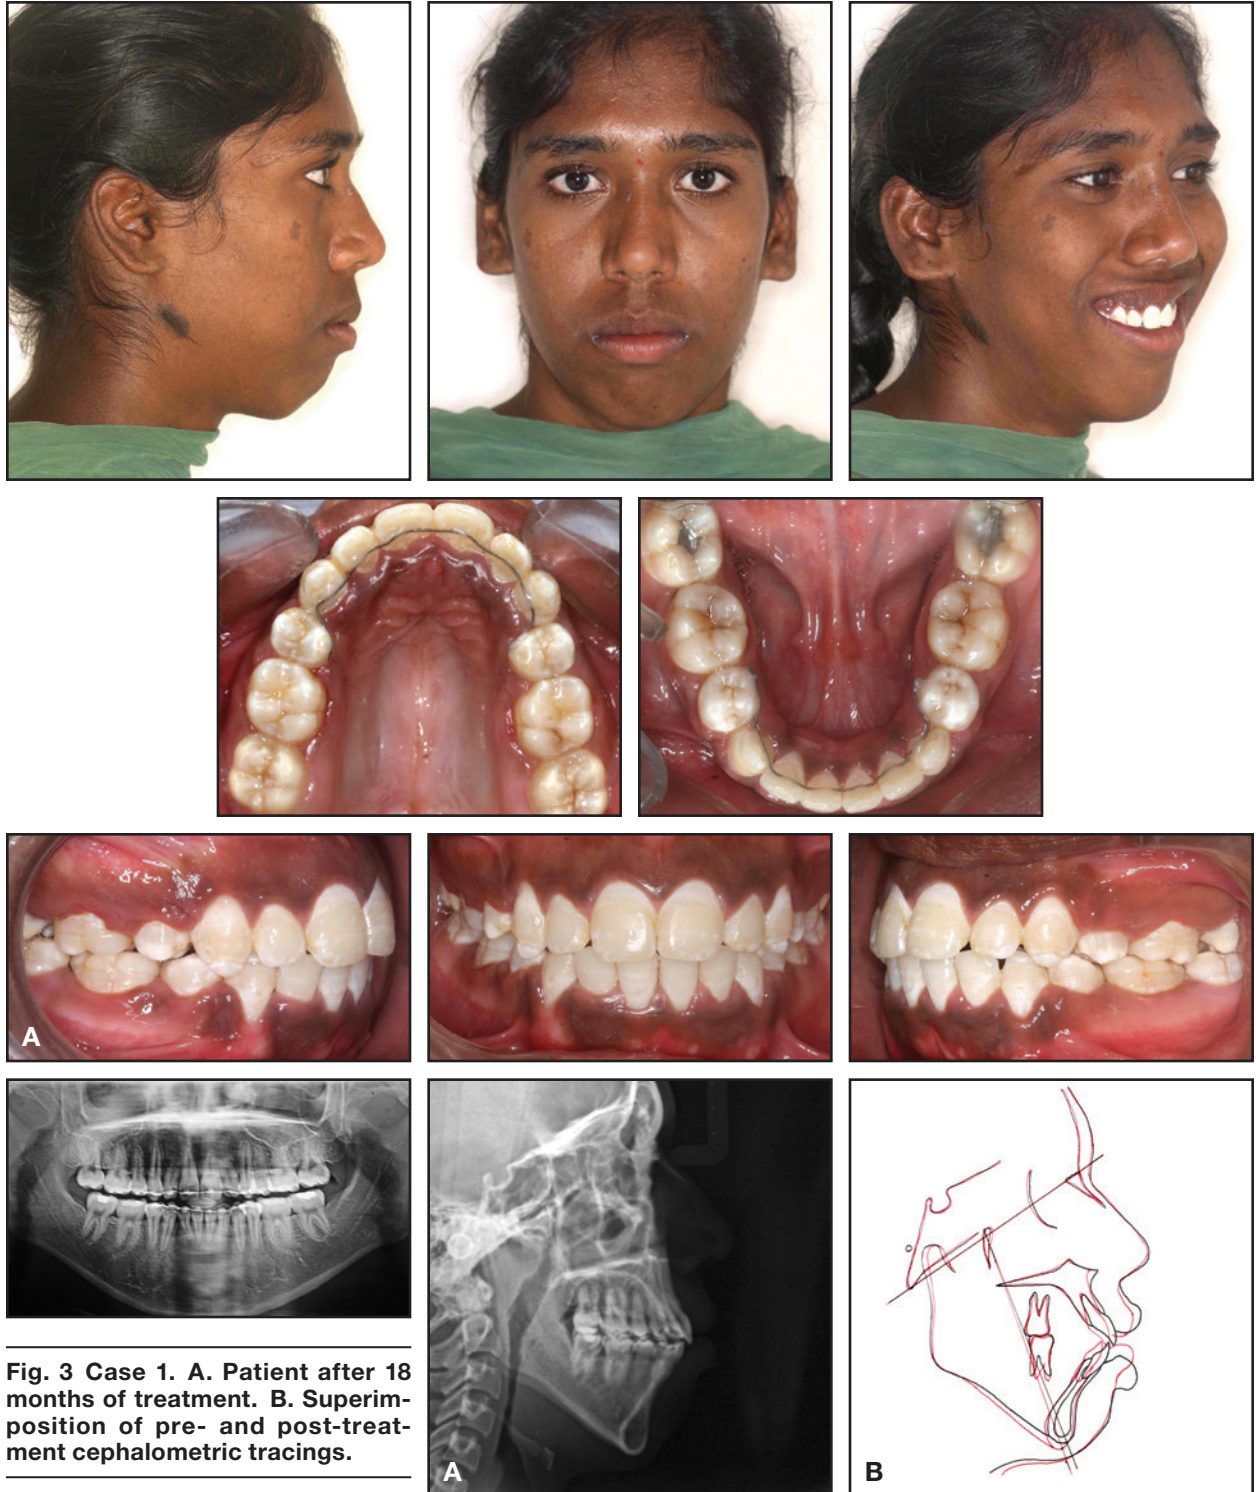 A
Fig. 3 Case 1. A. Patient after 18
months of treatment. B. Superim-
position of pre- and post-treat-
ment cephalometric tracings.
A
B